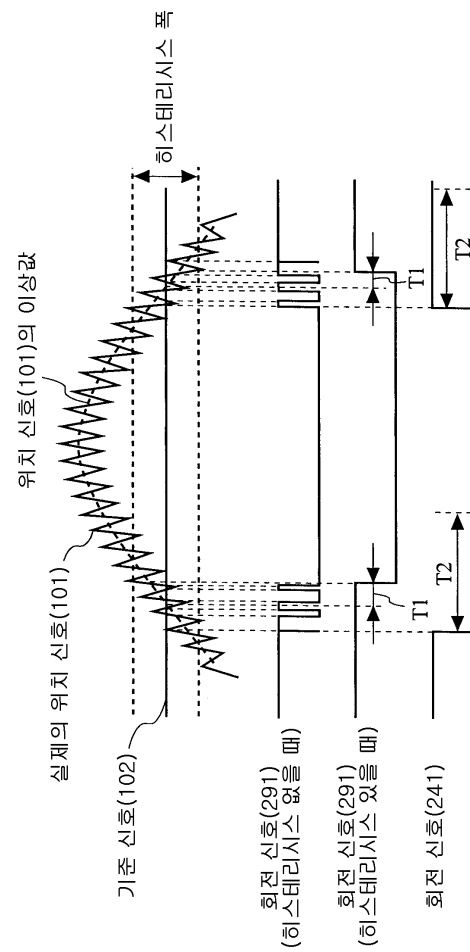 위치 신호(101)의 이상값
실제의 위치 신호(101)
히스테리시스 폭
기준 신호(102)
회전 신호(291)
(히스테리시스 없을 때)
회전 신호(291)
(히스테리시스 있을 때)
T1
T1
회전 신호(241)
T2
T2